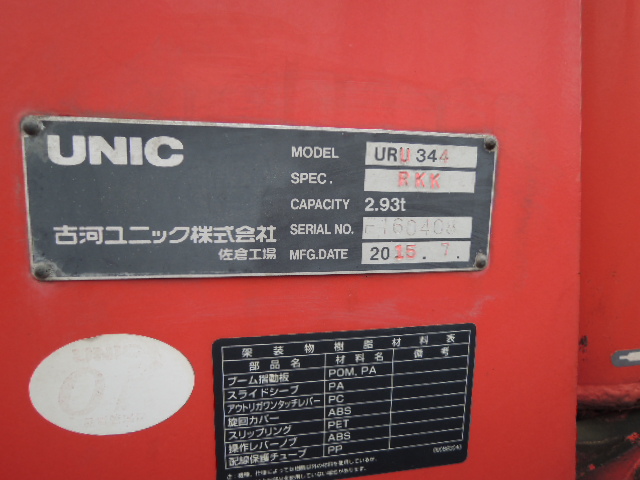 UNIC
MODEL URU344
SPEC. RKK
CAPACITY 2.93t
SERIAL NO.
古河ユニック株式会社
佐倉工場
MFG.DATE 2015.7.
架装物樹脂材料表
部品名 材料名 備考
ブーム摺動板 POM, PA
スライドシーブ PA
アウトリガワンタッチレバー PC
旋回カバー ABS
スリップリング PET
操作レバーノブ ABS
配線保護チューブ PP